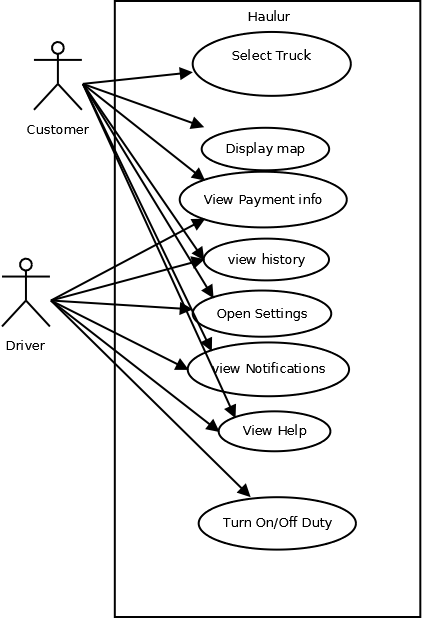 Haulur
Select Truck
Customer
Display map
View Payment info
view history
Open Settings
Driver
view Notifications
View Help
Turn On/Off Duty